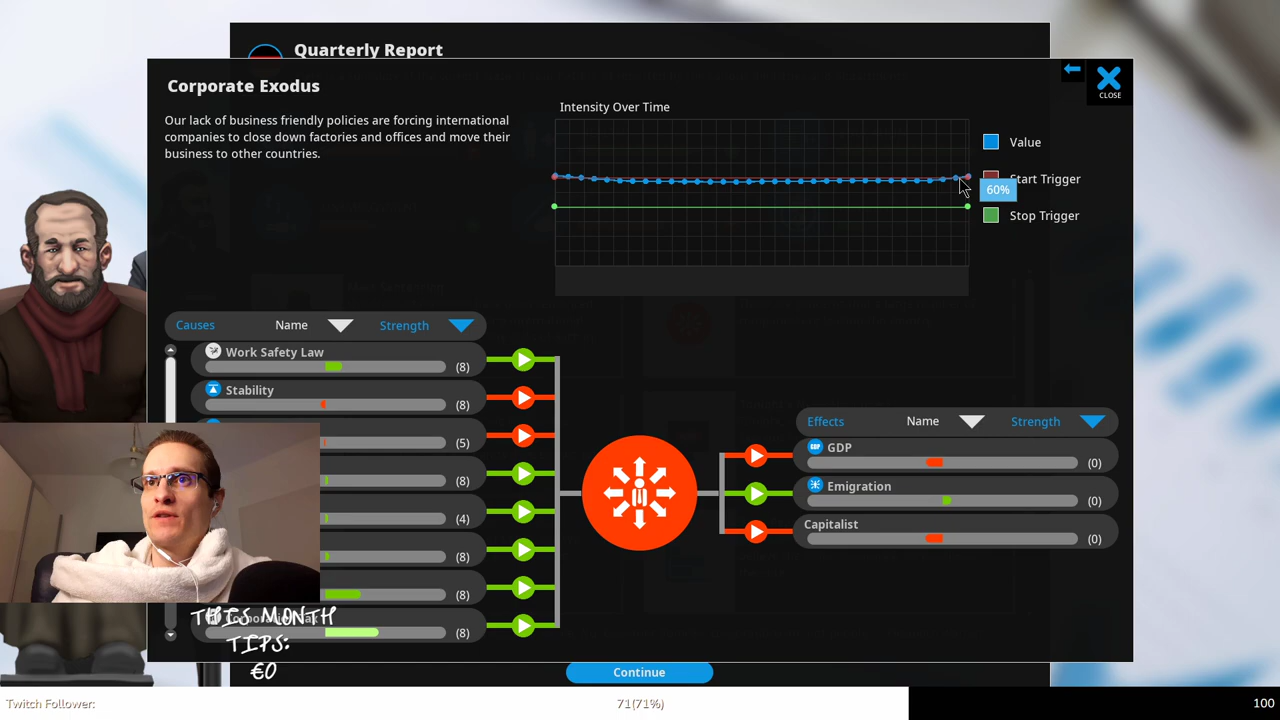 Quarterly Report
Corporate Exodus
CLOSE
Our lack of business friendly policies are forcing international
companies to close down factories and offices and move their
business to other countries.
Intensity Over Time
Value
Start Trigger
60%
Stop Trigger
Causes
Name
Strength
Work Safety Law
(8)
Stability
(8)
(5)
(8)
(4)
(8)
(8)
(8)
Effects
Name
Strength
GDP
(0)
Emigration
(0)
Capitalist
(0)
THIS MONTH
TIPS:
€0
Continue
Twitch Follower:
71(71%)
100